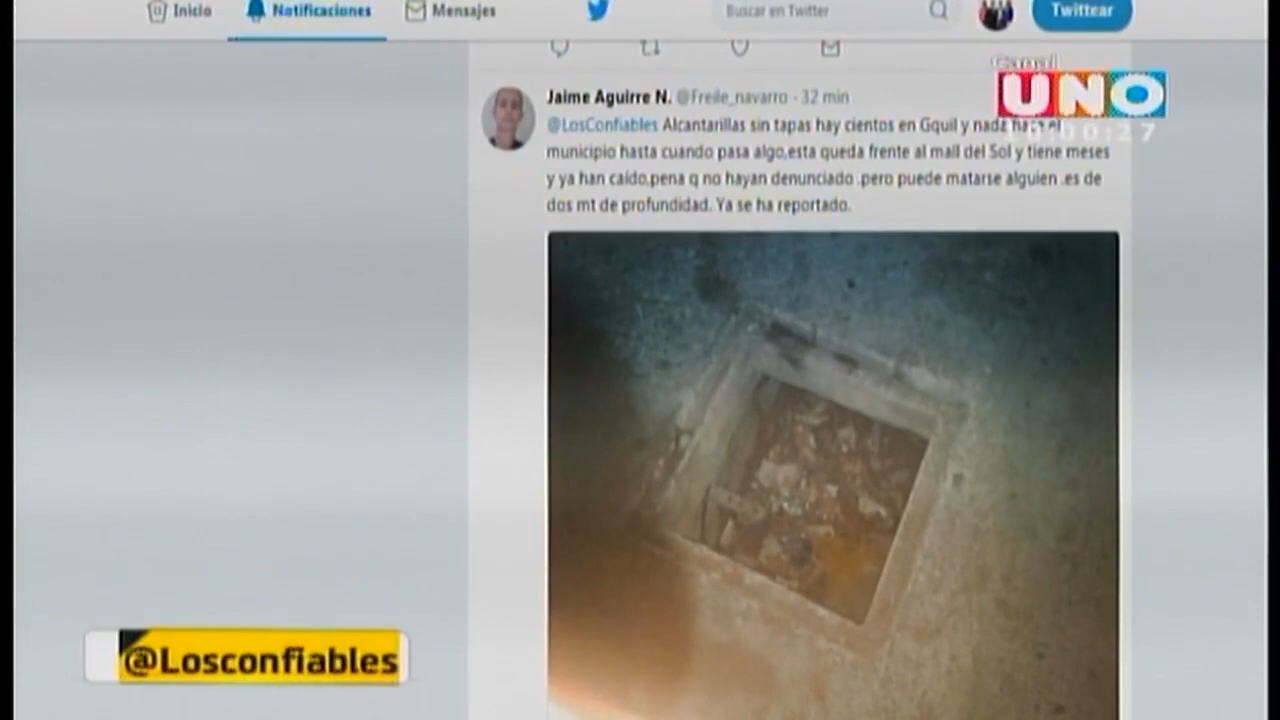 Inicio
Notificaciones
Mensajes
Buscar en Twitter
Twittear
Canal
UNO
Jaime Aguirre N. @Freile_navarro - 32 min
@LosConfiables Alcantarillas sin tapas hay cientos en Gquil y nada hace el
municipio hasta cuando pasa algo,esta queda frente al mall del Sol y tiene meses
y ya han caído,pena q no hayan denunciado .pero puede matarse alguien .es de
dos mt de profundidad. Ya se ha reportado.
@Losconfiables